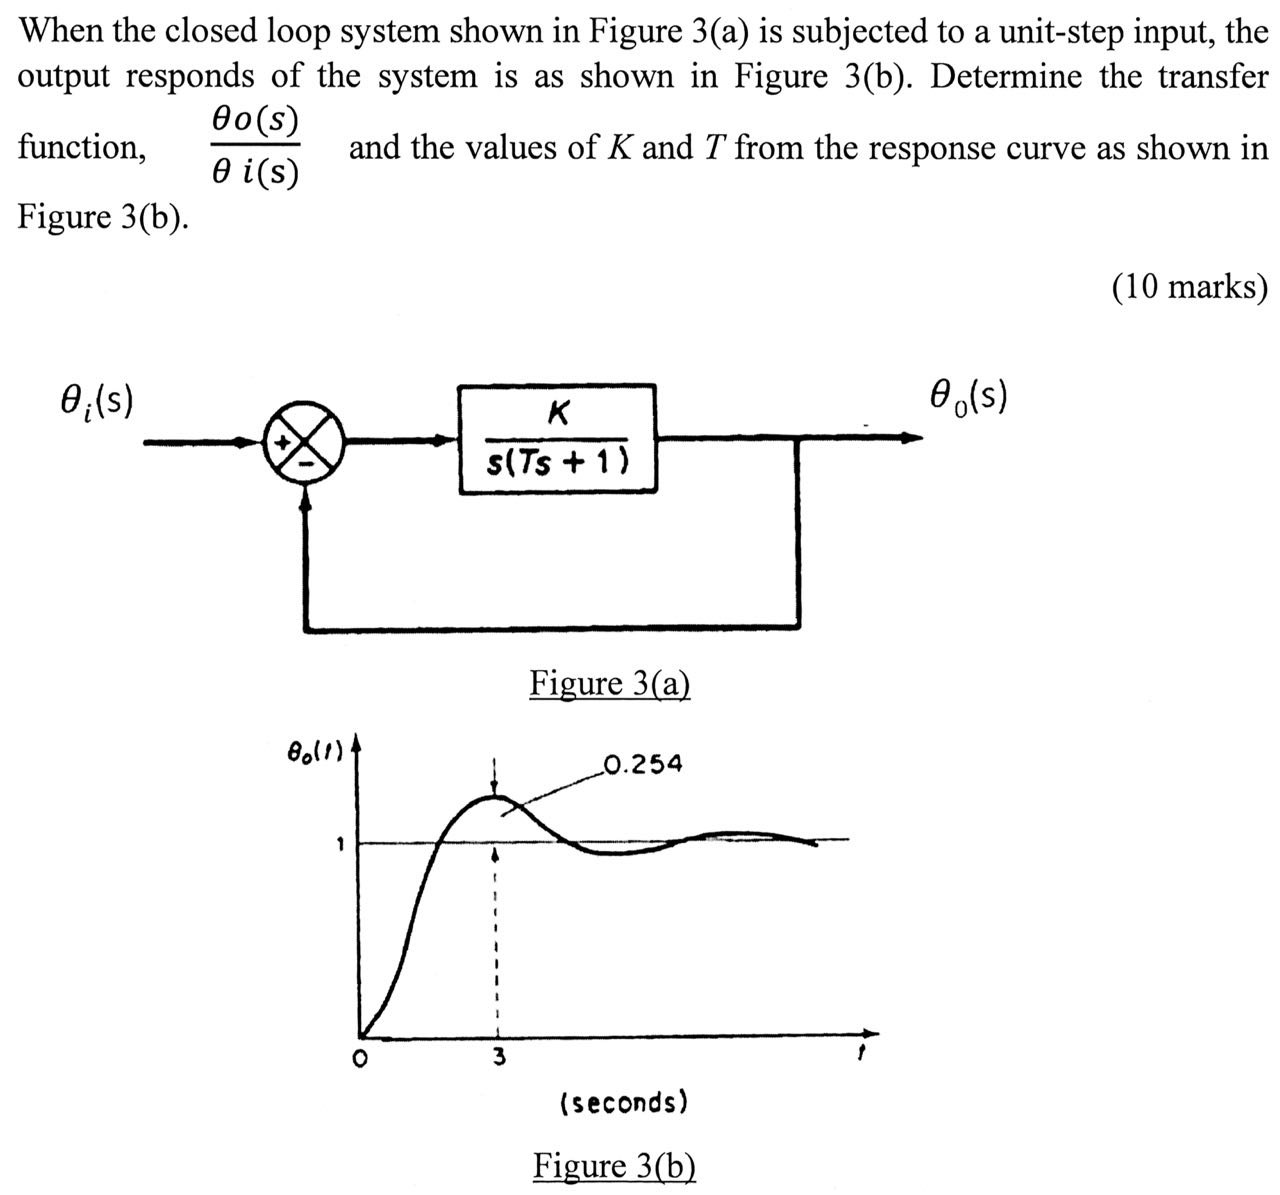 When the closed loop system shown in Figure 3(a) is subjected to a unit-step input, the
output responds of the system is as shown in Figure 3(b). Determine the transfer
function, θo(s)/θ i(s) and the values of K and T from the response curve as shown in
Figure 3(b).
(10 marks)
θi(s)
+
−
K
s(Ts + 1)
θo(s)
Figure 3(a)
θo(t)
0.254
1
0
3
t
(seconds)
Figure 3(b)